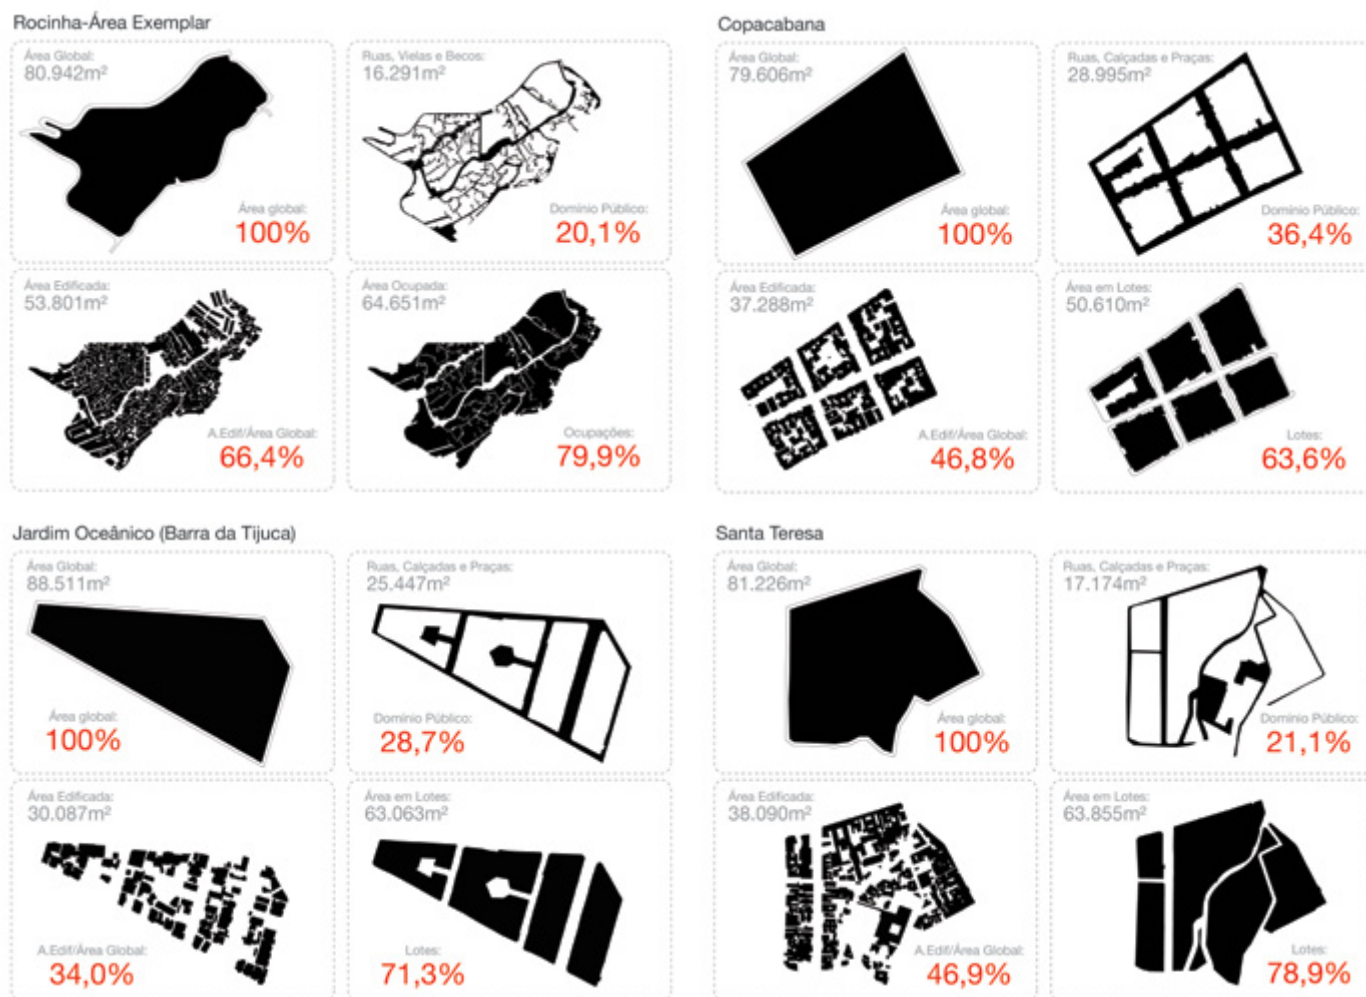 Rocinha-Área Exemplar
Área Global:
80.942m²
Área global:
100%
Ruas, Vielas e Becos:
16.291m²
Domínio Público:
20,1%
Área Edificada:
53.801m²
A.Edif/Área Global:
66,4%
Área Ocupada:
64.651m²
Ocupações:
79,9%
Copacabana
Área Global:
79.606m²
Área global:
100%
Ruas, Calçadas e Praças:
28.995m²
Domínio Público:
36,4%
Área Edificada:
37.288m²
A.Edif/Área Global:
46,8%
Área em Lotes:
50.610m²
Lotes:
63,6%
Jardim Oceânico (Barra da Tijuca)
Área Global:
88.511m²
Área global:
100%
Ruas, Calçadas e Praças:
25.447m²
Domínio Público:
28,7%
Área Edificada:
30.087m²
A.Edif/Área Global:
34,0%
Área em Lotes:
63.063m²
Lotes:
71,3%
Santa Teresa
Área Global:
81.226m²
Área global:
100%
Ruas, Calçadas e Praças:
17.174m²
Domínio Público:
21,1%
Área Edificada:
38.090m²
A.Edif/Área Global:
46,9%
Área em Lotes:
63.855m²
Lotes:
78,9%